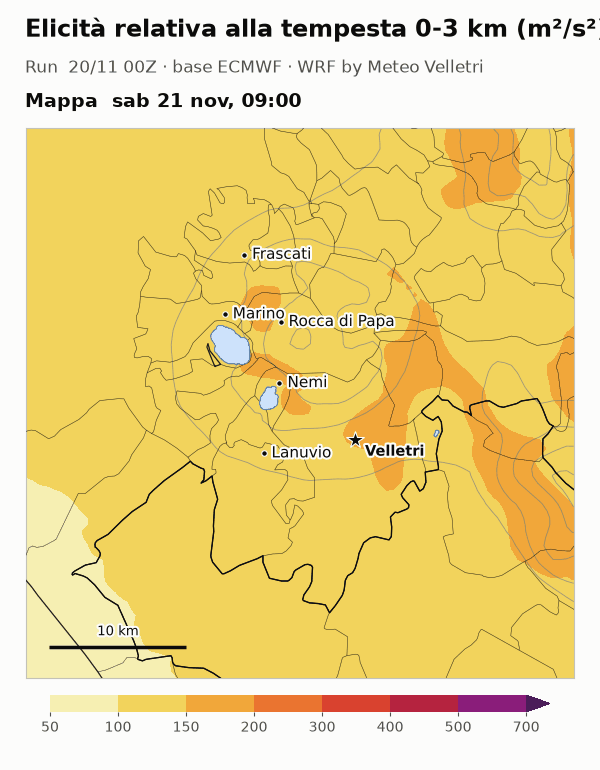 Elicità relativa alla tempesta 0-3 km (m²/s²)
Run  20/11 00Z · base ECMWF · WRF by Meteo Velletri
Mappa  sab 21 nov, 09:00
Frascati
Marino
Rocca di Papa
Nemi
Velletri
Lanuvio
10 km
50 100 150 200 300 400 500 700